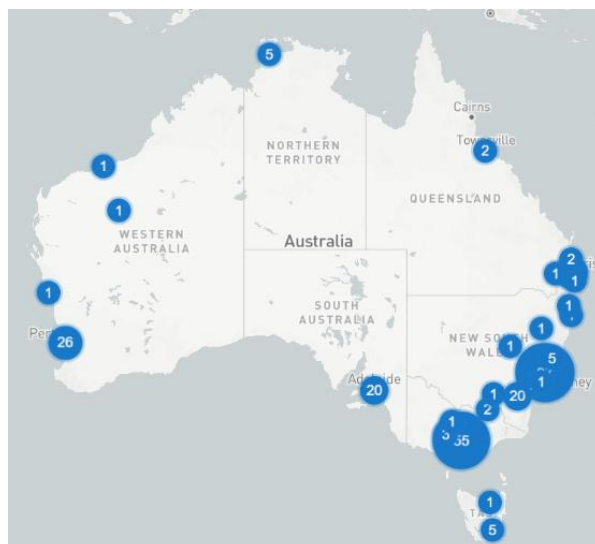 5
Cairns
Townsville
2
NORTHERN
TERRITORY
QUEENSLAND
1
1
WESTERN
AUSTRALIA
Australia
2
1
1
1
SOUTH
AUSTRALIA
1
1
NEW SOUTH
WALES
1
26
5
1
Adelaide
20
1
20
2
1
1
5